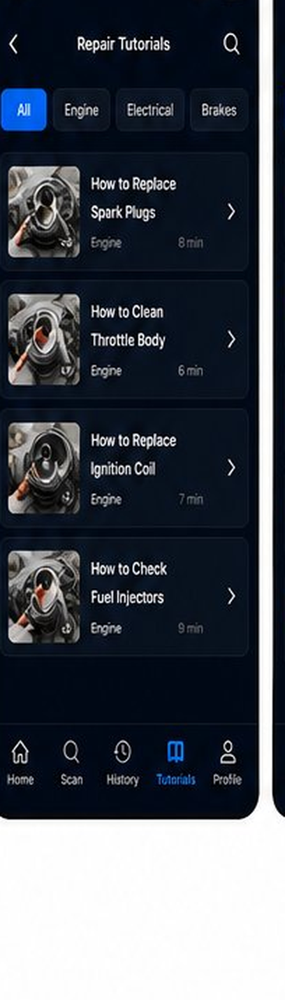 Repair Tutorials
All Engine Electrical Brakes
How to Replace
Spark Plugs
Engine 8 min
How to Clean
Throttle Body
Engine 6 min
How to Replace
Ignition Coil
Engine 7 min
How to Check
Fuel Injectors
Engine 9 min
Home Scan History Tutorials Profile